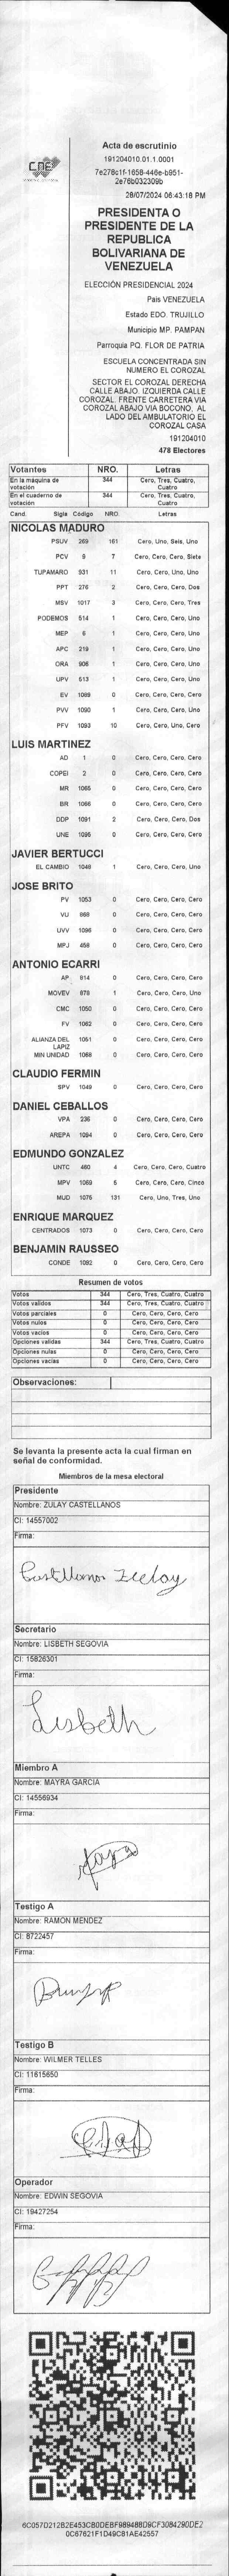 CNE
Acta de escrutinio
191204010.01.1.0001
7e278c1f-1658-446e-b951-
2e76b032309b
28/07/2024 06:43:18 PM
PRESIDENTA O
PRESIDENTE DE LA
REPUBLICA
BOLIVARIANA DE
VENEZUELA
ELECCIÓN PRESIDENCIAL 2024
País VENEZUELA
Estado EDO. TRUJILLO
Municipio MP. PAMPAN
Parroquia PQ. FLOR DE PATRIA
ESCUELA CONCENTRADA SIN
NUMERO EL COROZAL
SECTOR EL COROZAL DERECHA
CALLE ABAJO. IZQUIERDA CALLE
COROZAL. FRENTE CARRETERA VIA
COROZAL ABAJO VIA BOCONO. AL
LADO DEL AMBULATORIO EL
COROZAL CASA
191204010
478 Electores
Votantes NRO. Letras
En la máquina de votación 344 Cero, Tres, Cuatro, Cuatro
En el cuaderno de votación 344 Cero, Tres, Cuatro, Cuatro
Cand. Sigla Código NRO. Letras
NICOLAS MADURO
PSUV 269 161 Cero, Uno, Seis, Uno
PCV 9 7 Cero, Cero, Cero, Siete
TUPAMARO 931 11 Cero, Cero, Uno, Uno
PPT 276 2 Cero, Cero, Cero, Dos
MSV 1017 3 Cero, Cero, Cero, Tres
PODEMOS 514 1 Cero, Cero, Cero, Uno
MEP 6 1 Cero, Cero, Cero, Uno
APC 219 1 Cero, Cero, Cero, Uno
ORA 906 1 Cero, Cero, Cero, Uno
UPV 613 1 Cero, Cero, Cero, Uno
EV 1089 0 Cero, Cero, Cero, Cero
PVV 1090 1 Cero, Cero, Cero, Uno
PFV 1093 10 Cero, Cero, Uno, Cero
LUIS MARTINEZ
AD 1 0 Cero, Cero, Cero, Cero
COPEI 2 0 Cero, Cero, Cero, Cero
MR 1065 0 Cero, Cero, Cero, Cero
BR 1066 0 Cero, Cero, Cero, Cero
DDP 1091 2 Cero, Cero, Cero, Dos
UNE 1095 0 Cero, Cero, Cero, Cero
JAVIER BERTUCCI
EL CAMBIO 1048 1 Cero, Cero, Cero, Uno
JOSE BRITO
PV 1053 0 Cero, Cero, Cero, Cero
VU 868 0 Cero, Cero, Cero, Cero
UVV 1096 0 Cero, Cero, Cero, Cero
MPJ 458 0 Cero, Cero, Cero, Cero
ANTONIO ECARRI
AP 914 0 Cero, Cero, Cero, Cero
MOVEV 878 1 Cero, Cero, Cero, Uno
CMC 1050 0 Cero, Cero, Cero, Cero
FV 1062 0 Cero, Cero, Cero, Cero
ALIANZA DEL LAPIZ 1051 0 Cero, Cero, Cero, Cero
MIN UNIDAD 1068 0 Cero, Cero, Cero, Cero
CLAUDIO FERMIN
SPV 1049 0 Cero, Cero, Cero, Cero
DANIEL CEBALLOS
VPA 236 0 Cero, Cero, Cero, Cero
AREPA 1094 0 Cero, Cero, Cero, Cero
EDMUNDO GONZALEZ
UNTC 460 4 Cero, Cero, Cero, Cuatro
MPV 1069 5 Cero, Cero, Cero, Cinco
MUD 1075 131 Cero, Uno, Tres, Uno
ENRIQUE MARQUEZ
CENTRADOS 1073 0 Cero, Cero, Cero, Cero
BENJAMIN RAUSSEO
CONDE 1092 0 Cero, Cero, Cero, Cero
Resumen de votos
Votos 344 Cero, Tres, Cuatro, Cuatro
Votos validos 344 Cero, Tres, Cuatro, Cuatro
Votos parciales 0 Cero, Cero, Cero, Cero
Votos nulos 0 Cero, Cero, Cero, Cero
Votos vacíos 0 Cero, Cero, Cero, Cero
Opciones validas 344 Cero, Tres, Cuatro, Cuatro
Opciones nulas 0 Cero, Cero, Cero, Cero
Opciones vacias 0 Cero, Cero, Cero, Cero
Observaciones:
Se levanta la presente acta la cual firman en
señal de conformidad.
Miembros de la mesa electoral
Presidente
Nombre: ZULAY CASTELLANOS
CI: 14557002
Firma:
Castellanos Zulay
Secretario
Nombre: LISBETH SEGOVIA
CI: 15826301
Firma:
Lisbeth
Miembro A
Nombre: MAYRA GARCIA
CI: 14556934
Firma:
Testigo A
Nombre: RAMON MENDEZ
CI: 8722457
Firma:
Testigo B
Nombre: WILMER TELLES
CI: 11615650
Firma:
Operador
Nombre: EDWIN SEGOVIA
CI: 19427254
Firma:
6C057D212B2E453CB0DEBF989488D9CF3084290DE2
0C67621F1D49C81AE42557